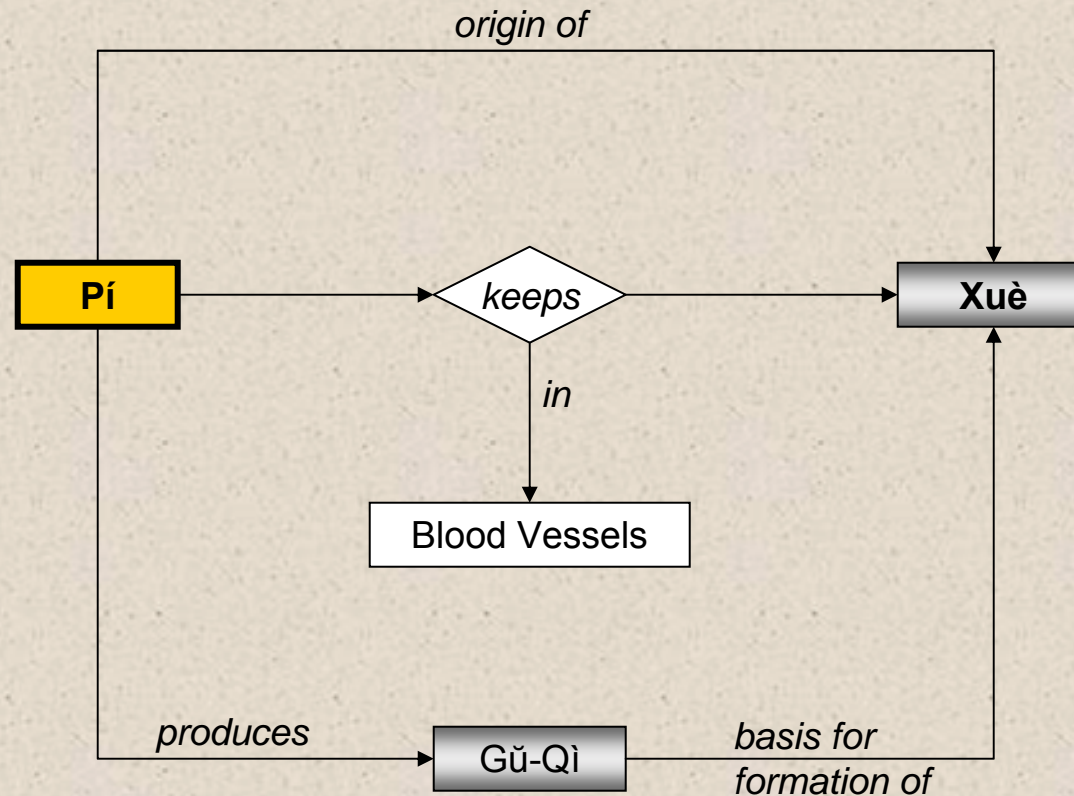 origin of
Pí
keeps
Xuè
in
Blood Vessels
produces
Gŭ-Qì
basis for
formation of